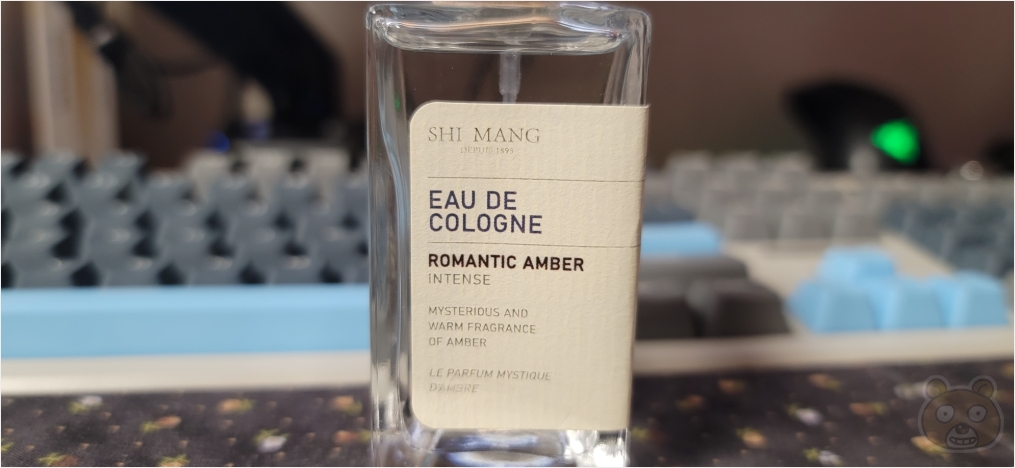 SHI MANG
DEPUIS 1895
EAU DE
COLOGNE
ROMANTIC AMBER
INTENSE
MYSTERIOUS AND
WARM FRAGRANCE
OF AMBER
LE PARFUM MYSTIQUE
D'AMBRE